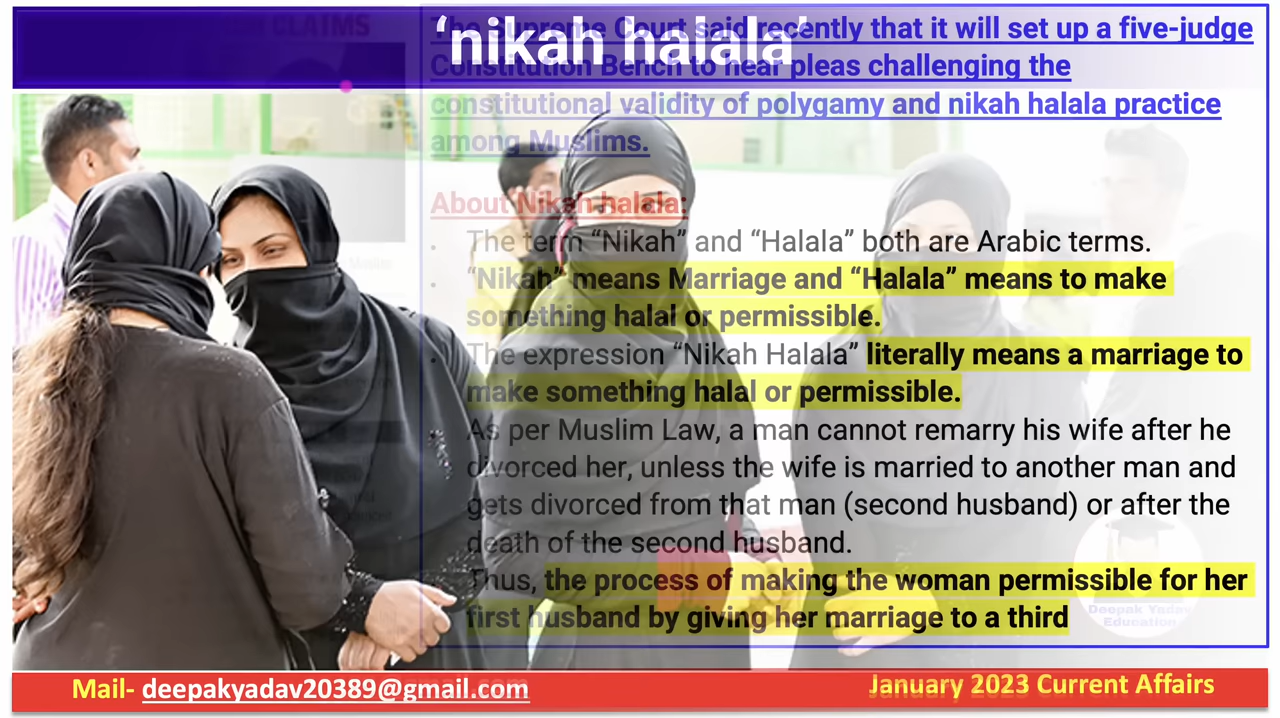 CLAIMS
‘nikah halala’
The Supreme Court said recently that it will set up a five-judge
Constitution Bench to hear pleas challenging the
constitutional validity of polygamy and nikah halala practice
among Muslims.
About Nikah halala:
The term “Nikah” and “Halala” both are Arabic terms.
“Nikah” means Marriage and “Halala” means to make
something halal or permissible.
The expression “Nikah Halala” literally means a marriage to
make something halal or permissible.
As per Muslim Law, a man cannot remarry his wife after he
divorced her, unless the wife is married to another man and
gets divorced from that man (second husband) or after the
death of the second husband.
Thus, the process of making the woman permissible for her
first husband by giving her marriage to a third
Deepak Yadav
Education
Mail- deepakyadav20389@gmail.com
January 2023 Current Affairs